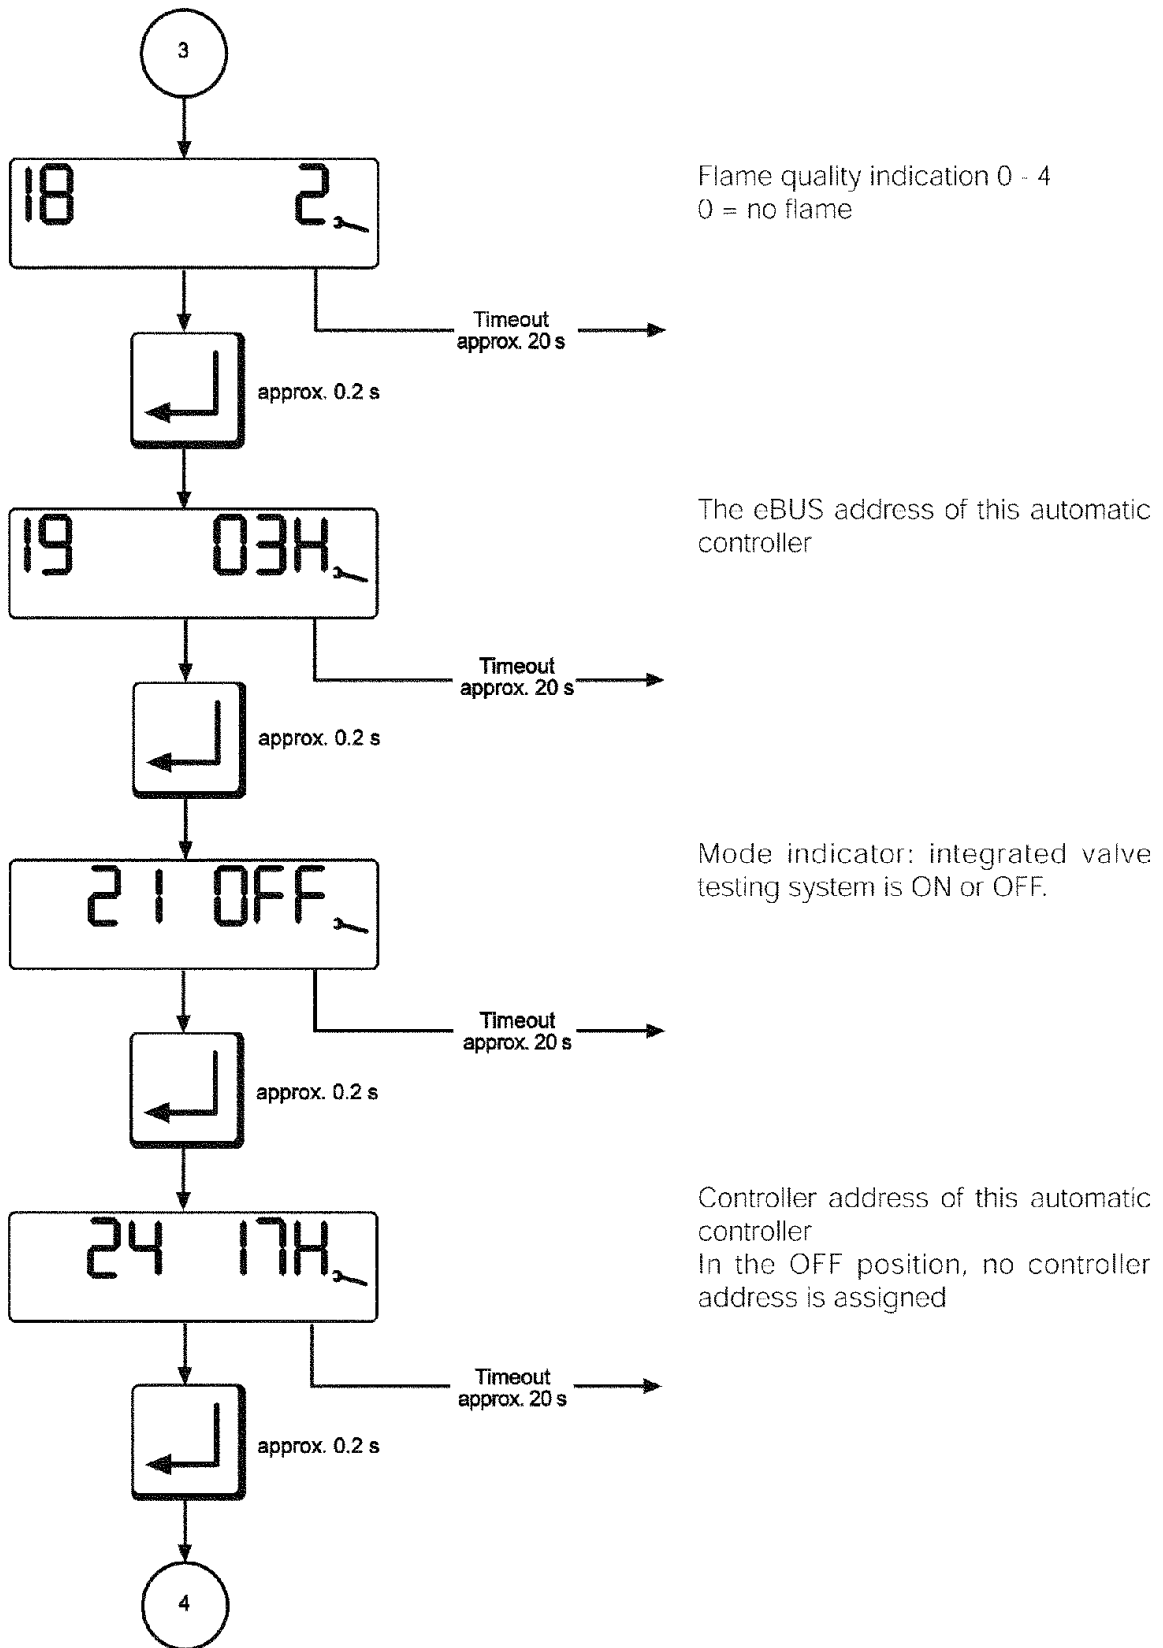 3
18 2
Flame quality indication 0 - 4
0 = no flame
Timeout
approx. 20 s
approx. 0.2 s
19 03H
The eBUS address of this automatic
controller
Timeout
approx. 20 s
approx. 0.2 s
21 OFF
Mode indicator: integrated valve
testing system is ON or OFF.
Timeout
approx. 20 s
approx. 0.2 s
24 17H
Controller address of this automatic
controller
In the OFF position, no controller
address is assigned
Timeout
approx. 20 s
approx. 0.2 s
4